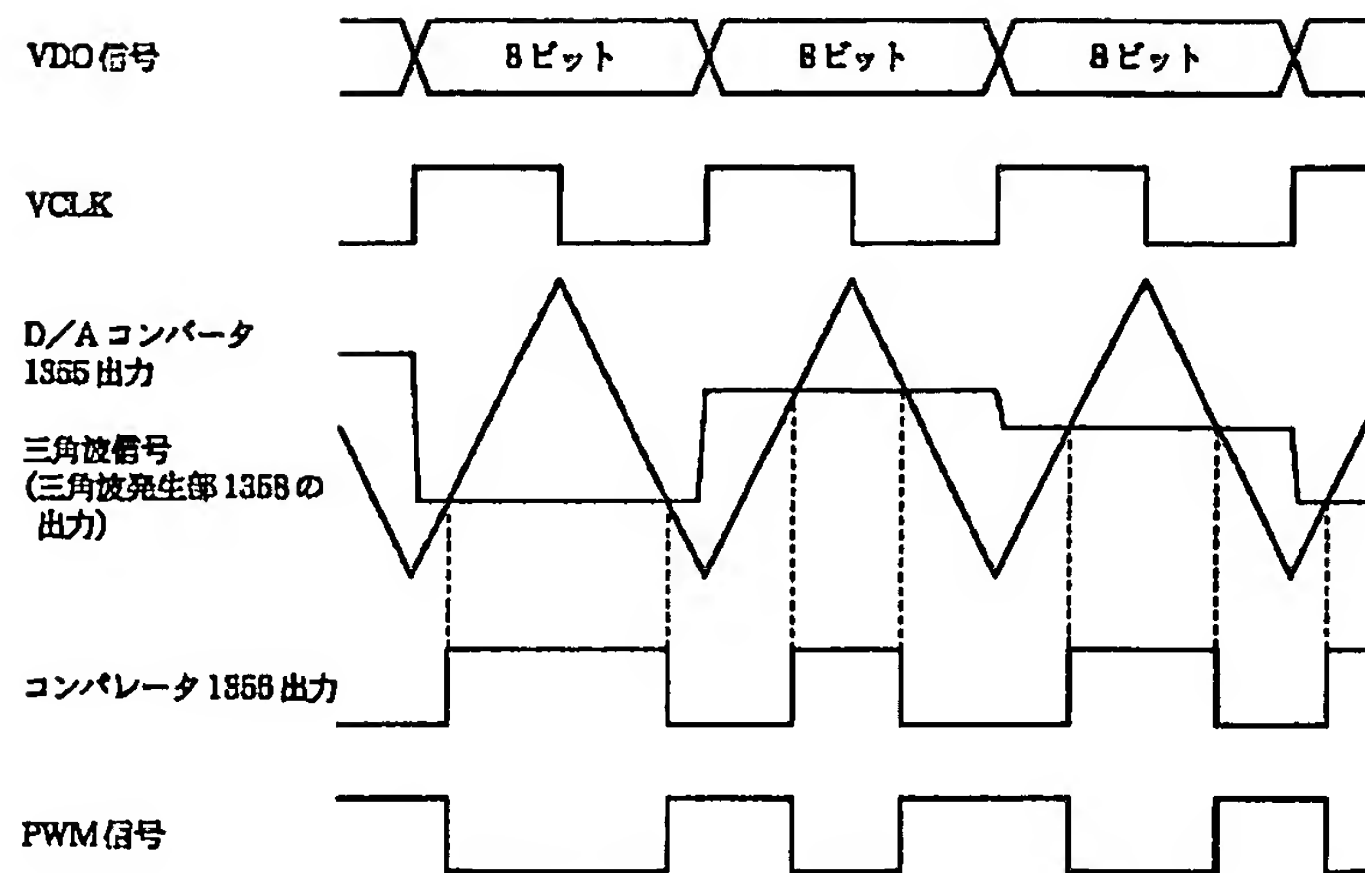 VDO信号
8ビット
8ビット
8ビット
VCLK
D/Aコンバータ
1355出力
三角波信号
(三角波発生部1358の
出力)
コンパレータ1356出力
PWM信号